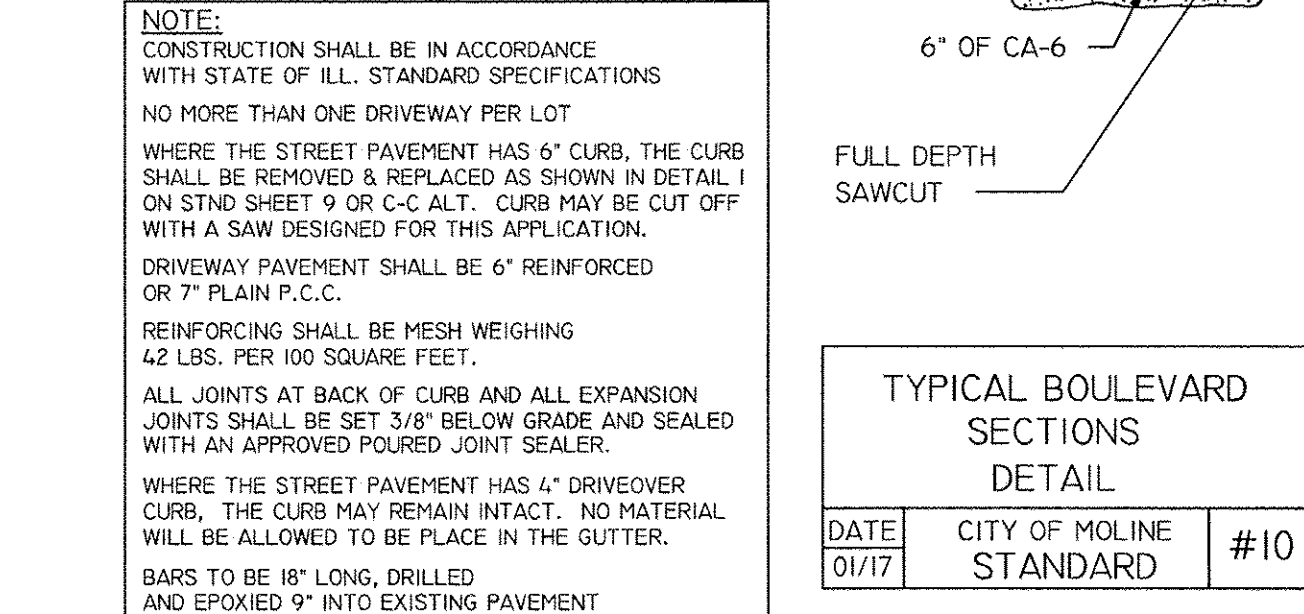 NOTE:
CONSTRUCTION SHALL BE IN ACCORDANCE
WITH STATE OF ILL. STANDARD SPECIFICATIONS
NO MORE THAN ONE DRIVEWAY PER LOT
WHERE THE STREET PAVEMENT HAS 6" CURB, THE CURB
SHALL BE REMOVED & REPLACED AS SHOWN IN DETAIL I
ON STND SHEET 9 OR C-C ALT. CURB MAY BE CUT OFF
WITH A SAW DESIGNED FOR THIS APPLICATION.
DRIVEWAY PAVEMENT SHALL BE 6" REINFORCED
OR 7" PLAIN P.C.C.
REINFORCING SHALL BE MESH WEIGHING
42 LBS. PER 100 SQUARE FEET.
ALL JOINTS AT BACK OF CURB AND ALL EXPANSION
JOINTS SHALL BE SET 3/8" BELOW GRADE AND SEALED
WITH AN APPROVED POURED JOINT SEALER.
WHERE THE STREET PAVEMENT HAS 4" DRIVEOVER
CURB, THE CURB MAY REMAIN INTACT. NO MATERIAL
WILL BE ALLOWED TO BE PLACE IN THE GUTTER.
BARS TO BE 18" LONG, DRILLED
AND EPOXIED 9" INTO EXISTING PAVEMENT
6" OF CA-6
FULL DEPTH
SAWCUT
TYPICAL BOULEVARD
SECTIONS
DETAIL
DATE
01/17
CITY OF MOLINE
STANDARD
#10